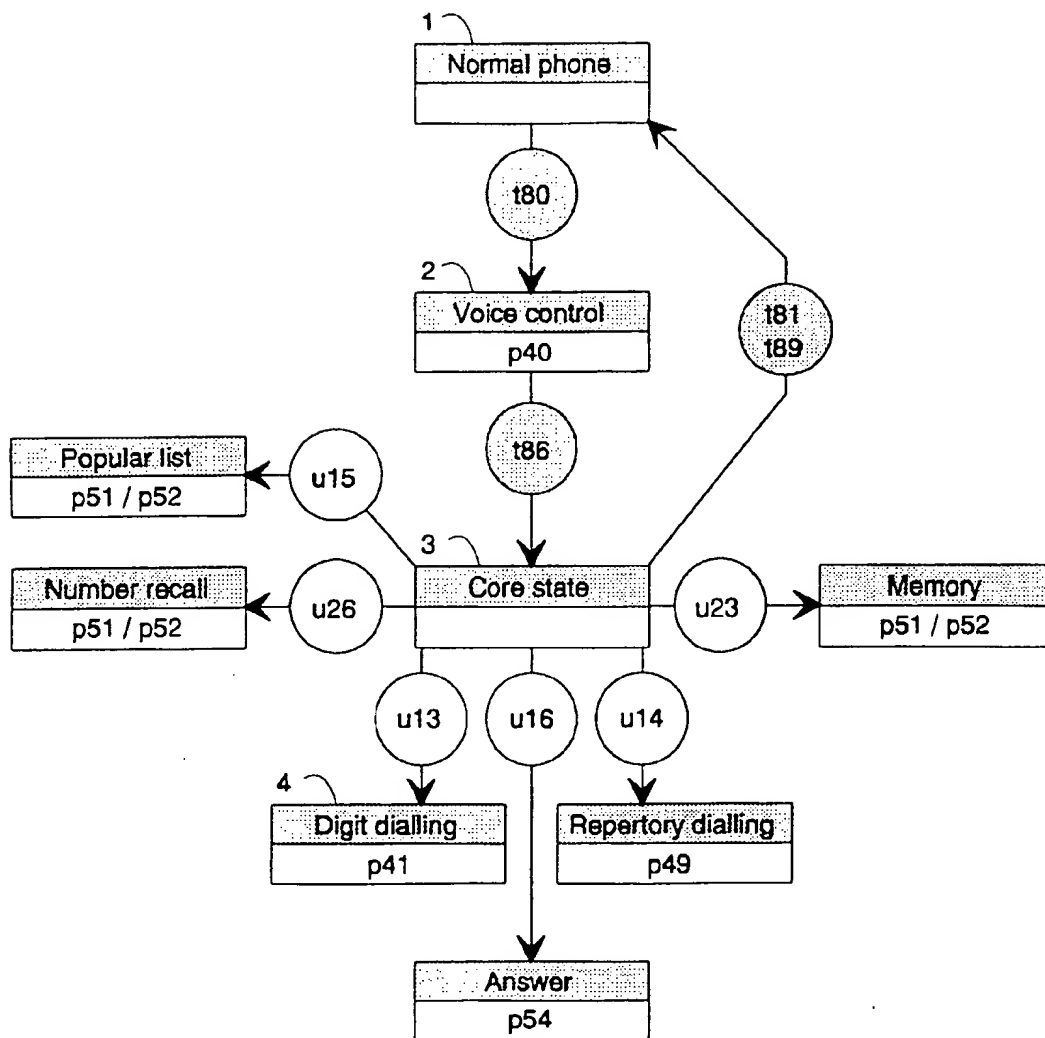 1
Normal phone
t80
2
Voice control
p40
t81
t89
t86
Popular list
p51 / p52
u15
3
Core state
Number recall
p51 / p52
u26
u23
Memory
p51 / p52
u13
u16
u14
4
Digit dialling
p41
Repertory dialling
p49
Answer
p54